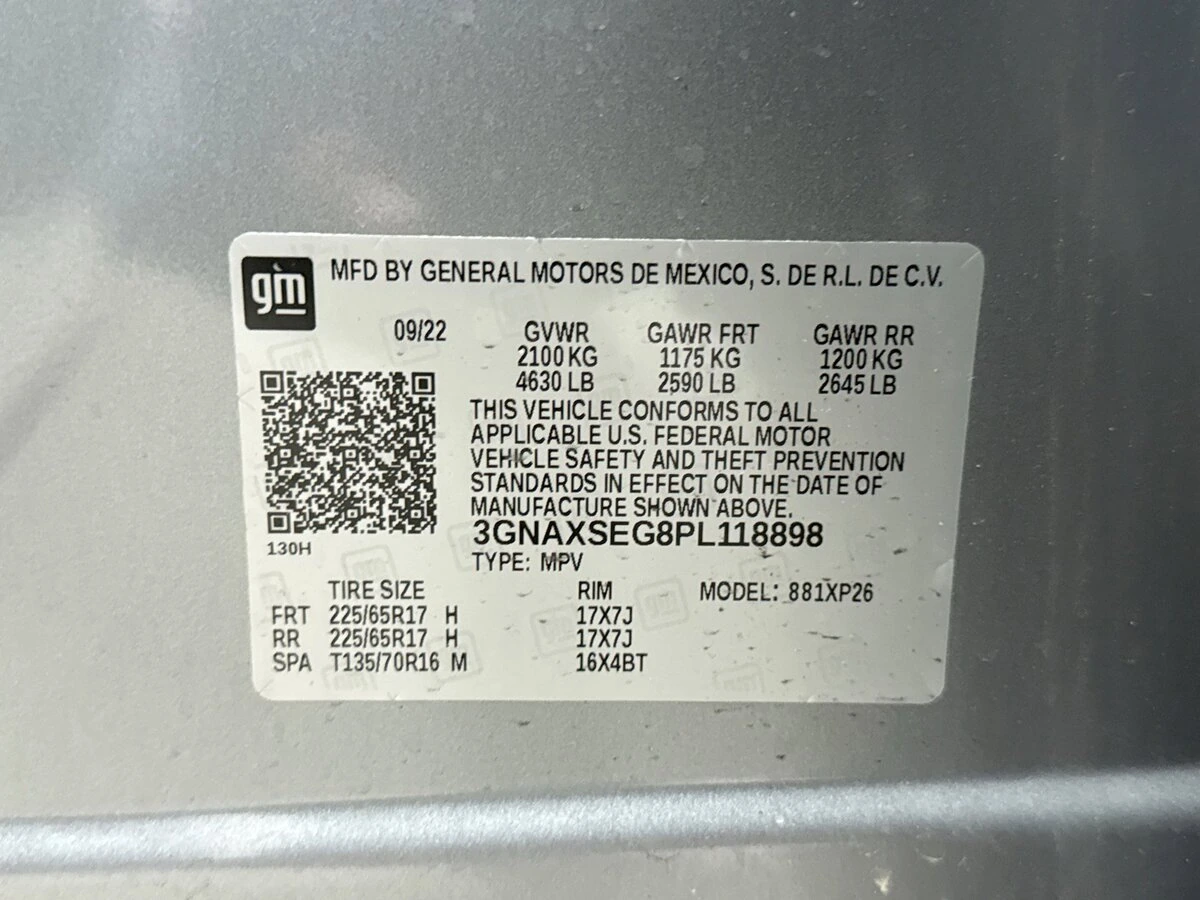 gm MFD BY GENERAL MOTORS DE MEXICO, S. DE R.L. DE C.V.
09/22 GVWR GAWR FRT GAWR RR
2100 KG 1175 KG 1200 KG
4630 LB 2590 LB 2645 LB
THIS VEHICLE CONFORMS TO ALL
APPLICABLE U.S. FEDERAL MOTOR
VEHICLE SAFETY AND THEFT PREVENTION
STANDARDS IN EFFECT ON THE DATE OF
MANUFACTURE SHOWN ABOVE.
3GNAXSEG8PL118898
130H
TYPE: MPV
TIRE SIZE RIM MODEL: 881XP26
FRT 225/65R17 H 17X7J
RR 225/65R17 H 17X7J
SPA T135/70R16 M 16X4BT